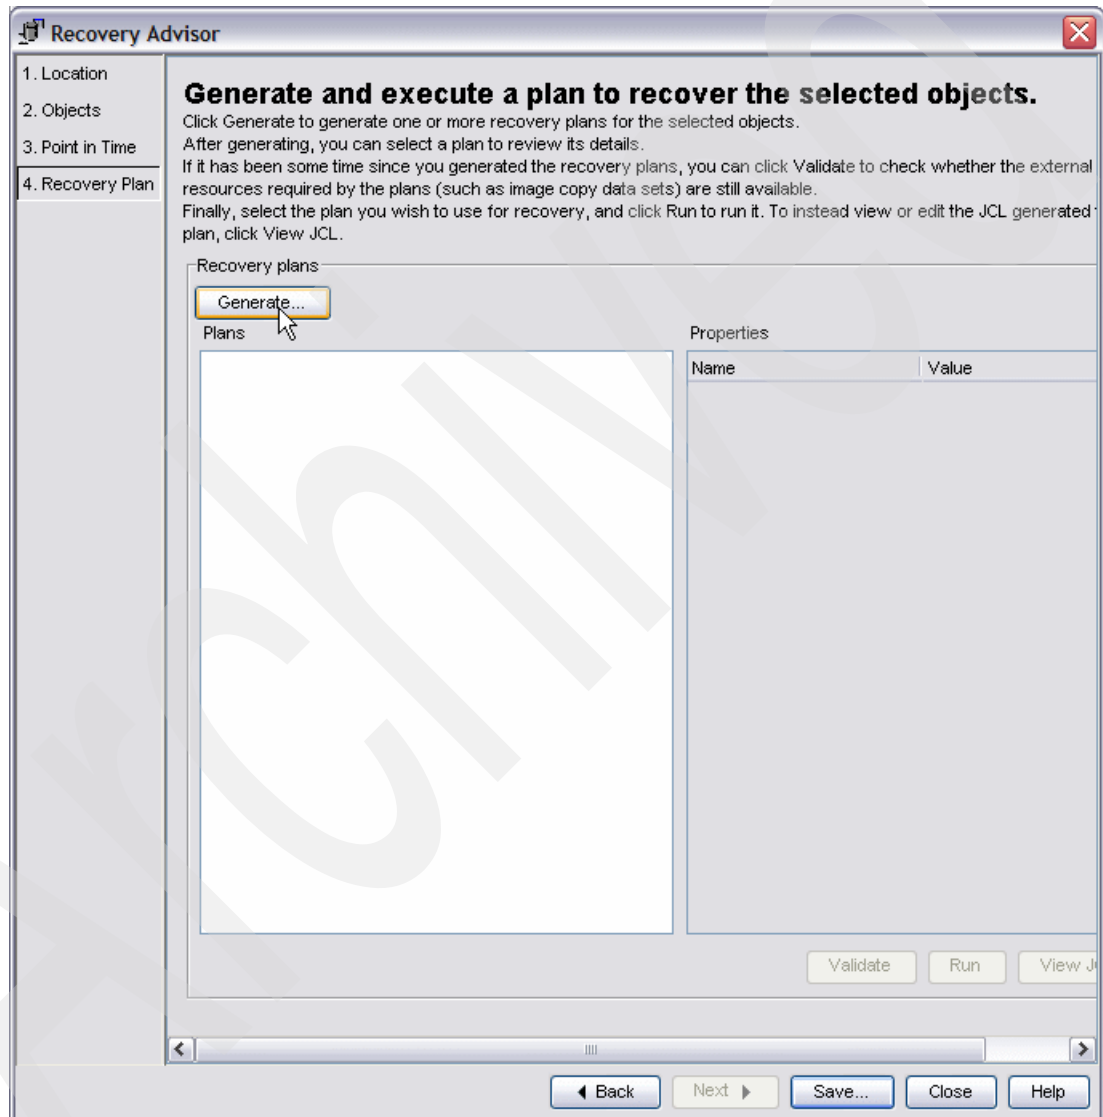 Recovery Advisor
1. Location
2. Objects
3. Point in Time
4. Recovery Plan
Generate and execute a plan to recover the selected objects.
Click Generate to generate one or more recovery plans for the selected objects.
After generating, you can select a plan to review its details.
If it has been some time since you generated the recovery plans, you can click Validate to check whether the external
resources required by the plans (such as image copy data sets) are still available.
Finally, select the plan you wish to use for recovery, and click Run to run it. To instead view or edit the JCL generated
plan, click View JCL.
Recovery plans
Generate...
Plans
Properties
Name Value
Validate Run View J
Back Next Save... Close Help
Archived